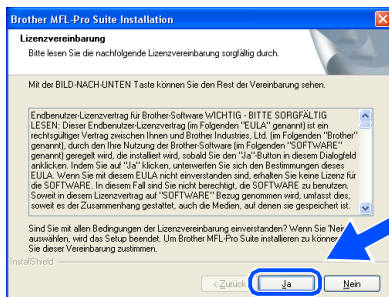 Brother MFL-Pro Suite Installation
Lizenzvereinbarung
Bitte lesen Sie die nachfolgende Lizenzvereinbarung sorgfältig durch.
Mit der BILD-NACH-UNTEN Taste können Sie den Rest der Vereinbarung sehen.
Endbenutzer-Lizenzvertrag für Brother-Software WICHTIG - BITTE SORGFÄLTIG
LESEN: Dieser Endbenutzer-Lizenzvertrag (im Folgenden "EULA" genannt) ist ein
rechtsgültiger Vertrag zwischen Ihnen und Brother Industries, Ltd. (im Folgenden "Brother"
genannt), durch den Ihre Nutzung der Brother-Software (im Folgenden "SOFTWARE"
genannt) geregelt wird, die installiert wird, sobald Sie den "Ja"-Button in diesem Dialogfeld
anklicken. Indem Sie auf "Ja" klicken, unterwerfen Sie sich den Bestimmungen dieses
EULA. Wenn Sie mit diesem EULA nicht einverstanden sind, erhalten Sie keine Lizenz für
die SOFTWARE. In diesem Fall sind Sie nicht berechtigt, die SOFTWARE zu benutzen.
Soweit in diesem Lizenzvertrag auf "SOFTWARE" Bezug genommen wird, umfasst dies,
soweit es der Zusammenhang gestattet, auch die Medien, auf denen sie gespeichert ist.
Sind Sie mit allen Bedingungen der Lizenzvereinbarung einverstanden? Wenn Sie 'Nein'
auswählen, wird das Setup beendet. Um Brother MFL-Pro Suite installieren zu können
Sie dieser Vereinbarung zustimmen.
InstallShield
< Zurück
Ja
Nein